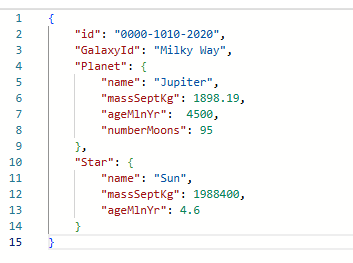 1 {
2     "id": "0000-1010-2020",
3     "GalaxyId": "Milky Way",
4     "Planet": {
5         "name": "Jupiter",
6         "massSeptKg": 1898.19,
7         "ageMlnYr":  4500,
8         "numberMoons": 95
9     },
10     "Star": {
11         "name": "Sun",
12         "massSeptKg": 1988400,
13         "ageMlnYr": 4.6
14     }
15 }